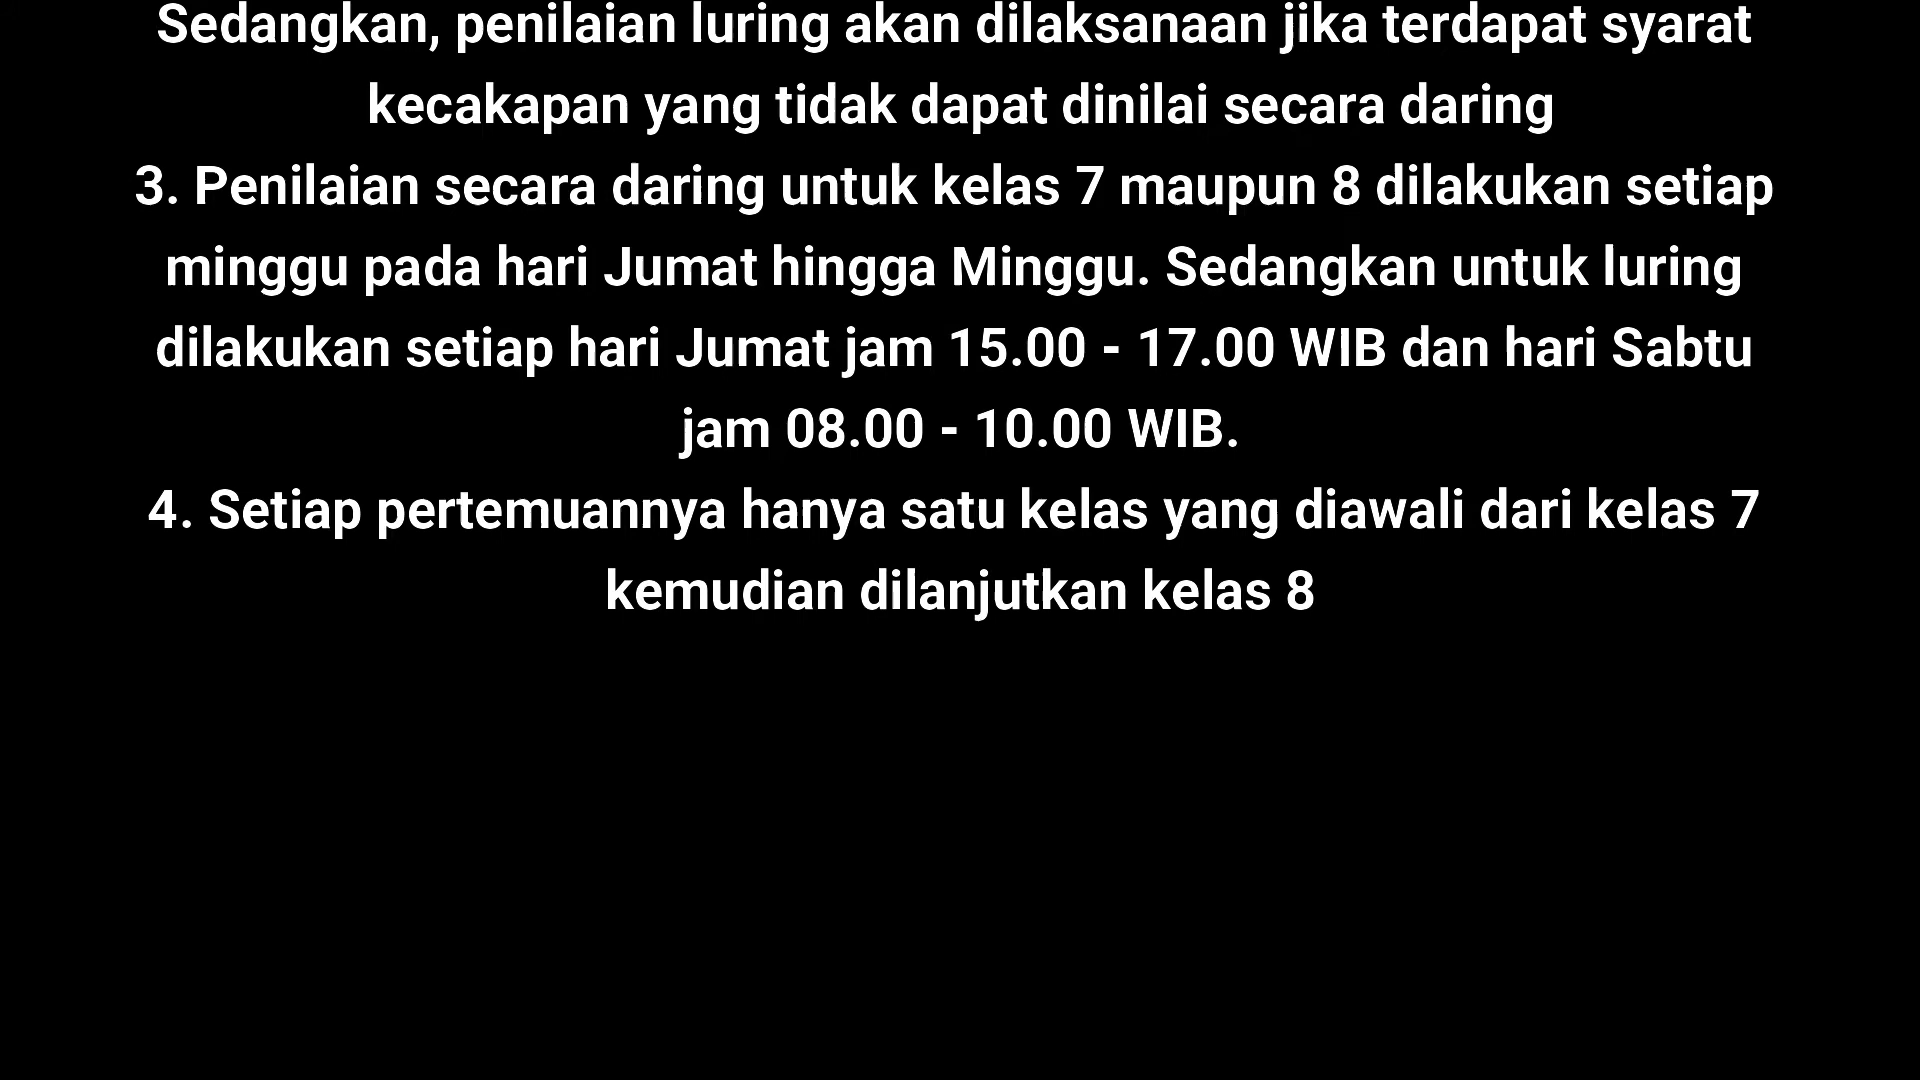 Sedangkan, penilaian luring akan dilaksanaan jika terdapat syarat
kecakapan yang tidak dapat dinilai secara daring
3. Penilaian secara daring untuk kelas 7 maupun 8 dilakukan setiap
minggu pada hari Jumat hingga Minggu. Sedangkan untuk luring
dilakukan setiap hari Jumat jam 15.00 - 17.00 WIB dan hari Sabtu
jam 08.00 - 10.00 WIB.
4. Setiap pertemuannya hanya satu kelas yang diawali dari kelas 7
kemudian dilanjutkan kelas 8